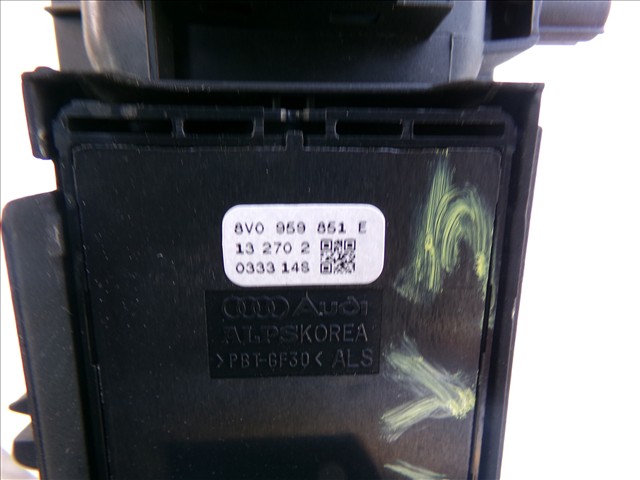 8V0 959 851 E
13 270 2
0333 14S
Audi
ALPSKOREA
>PBT-GF30< ALS